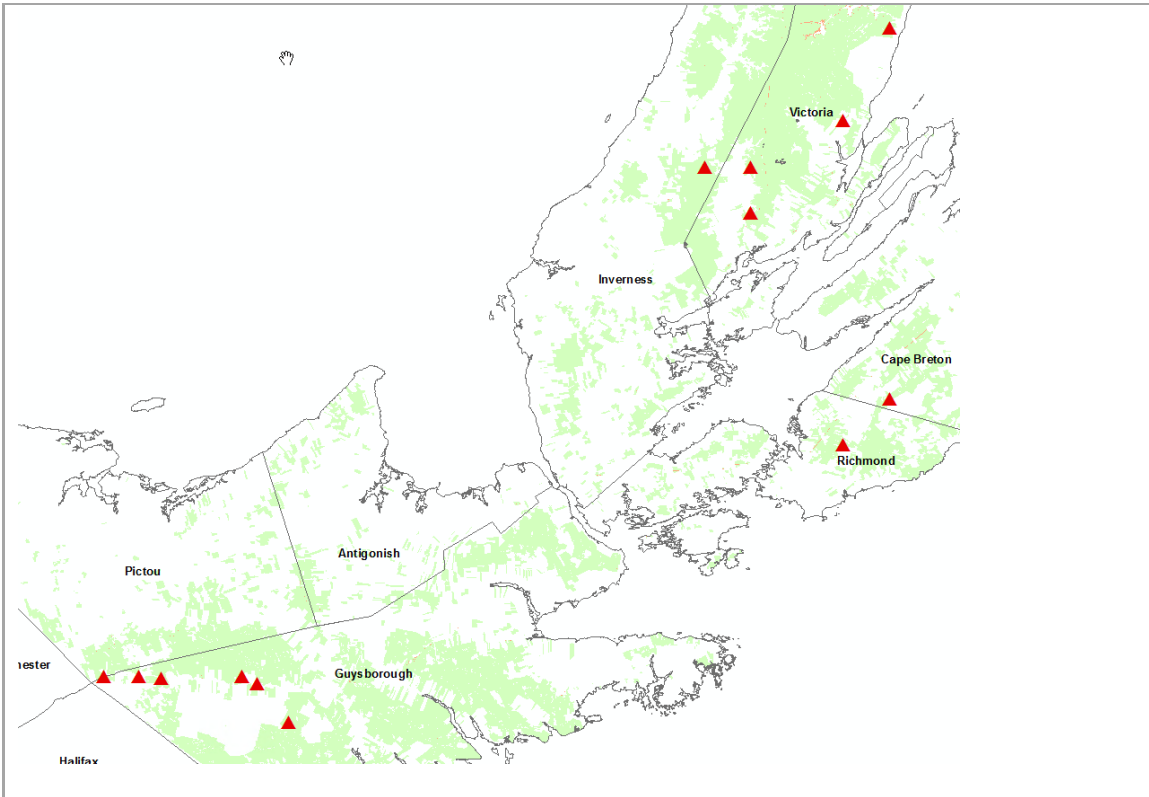 Victoria
Inverness
Cape Breton
Richmond
Antigonish
Pictou
hester
Guysborough
Halifax